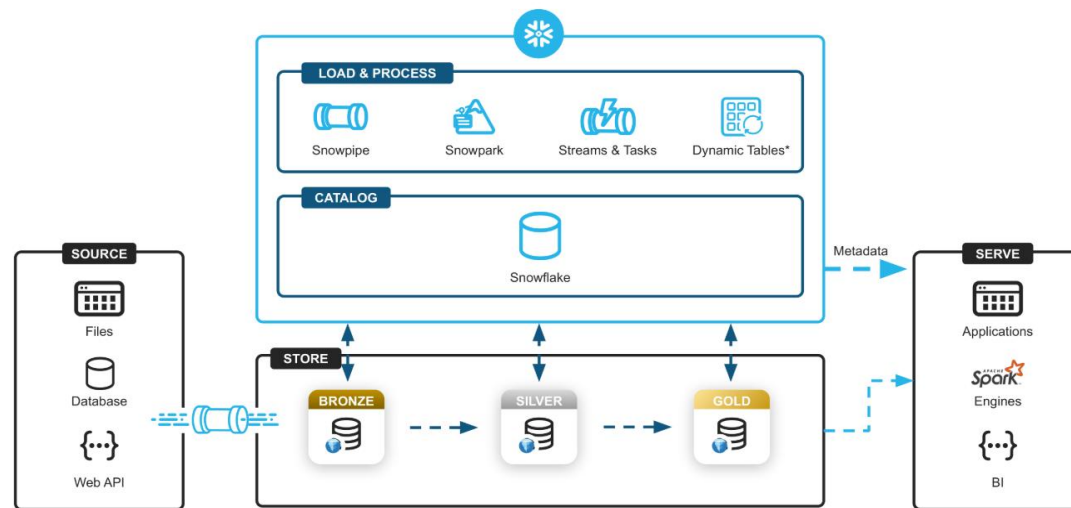 LOAD & PROCESS
Snowpipe
Snowpark
Streams & Tasks
Dynamic Tables*
CATALOG
Snowflake
SOURCE
Files
Database
Web API
Metadata
STORE
BRONZE
SILVER
GOLD
SERVE
Applications
APACHE
Spark
Engines
BI